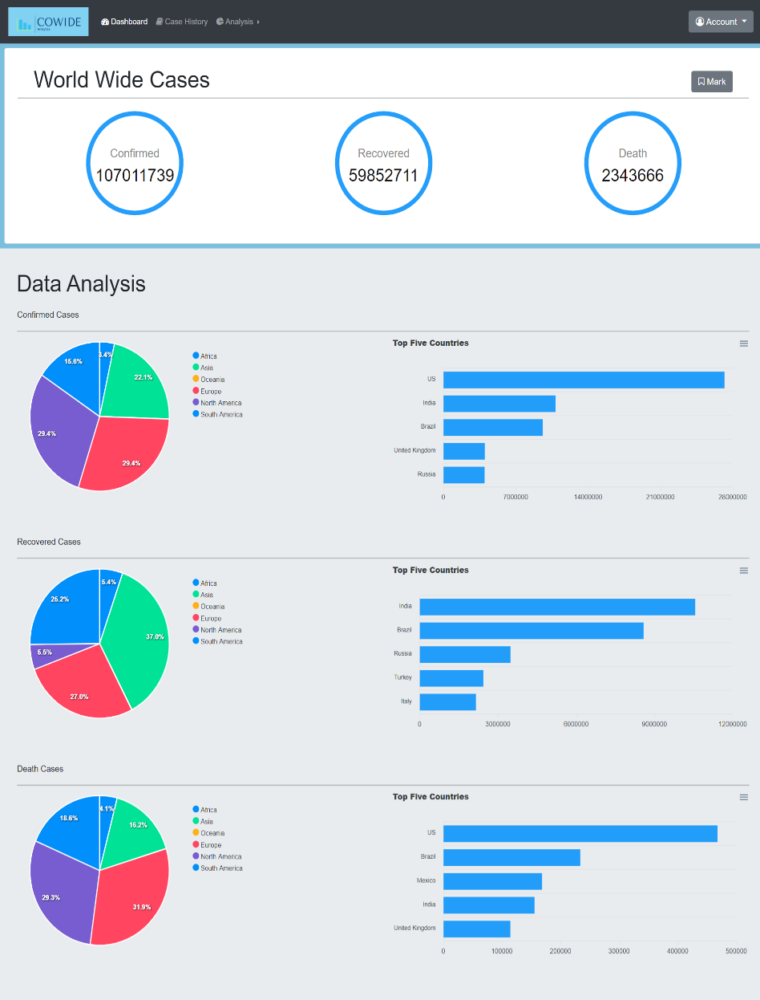 COWIDE
ANALYSIS
Dashboard Case History Analysis
Account
World Wide Cases
Mark
Confirmed
107011739
Recovered
59852711
Death
2343666
Data Analysis
Confirmed Cases
3.4%
22.1%
29.4%
29.4%
15.6%
Africa
Asia
Oceania
Europe
North America
South America
Top Five Countries
US
India
Brazil
United Kingdom
Russia
0 7000000 14000000 21000000 28000000
Recovered Cases
5.4%
37.0%
27.0%
5.5%
25.2%
Africa
Asia
Oceania
Europe
North America
South America
Top Five Countries
India
Brazil
Russia
Turkey
Italy
0 3000000 6000000 9000000 12000000
Death Cases
4.1%
16.2%
31.9%
29.3%
18.6%
Africa
Asia
Oceania
Europe
North America
South America
Top Five Countries
US
Brazil
Mexico
India
United Kingdom
0 100000 200000 300000 400000 500000